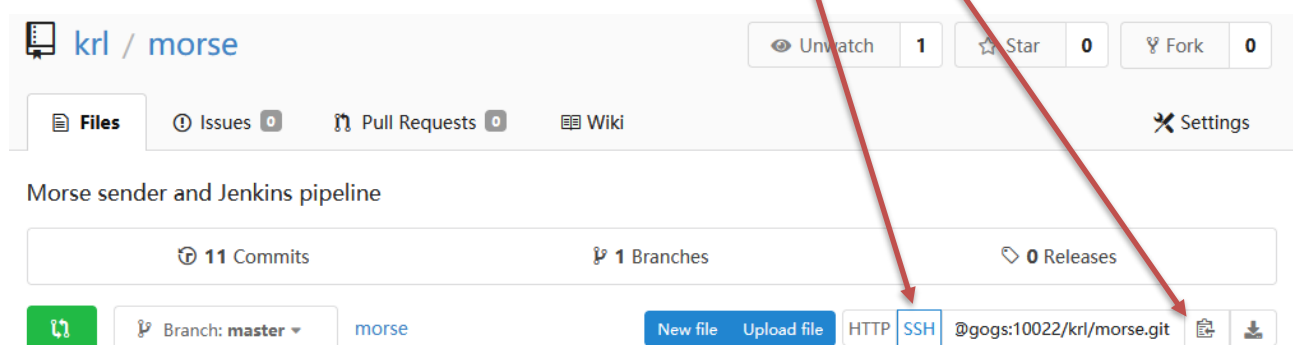 krl / morse
Unwatch 1 Star 0 Fork 0
Files Issues 0 Pull Requests 0 Wiki Settings
Morse sender and Jenkins pipeline
11 Commits 1 Branches 0 Releases
Branch: master morse New file Upload file HTTP SSH @gogs:10022/krl/morse.git